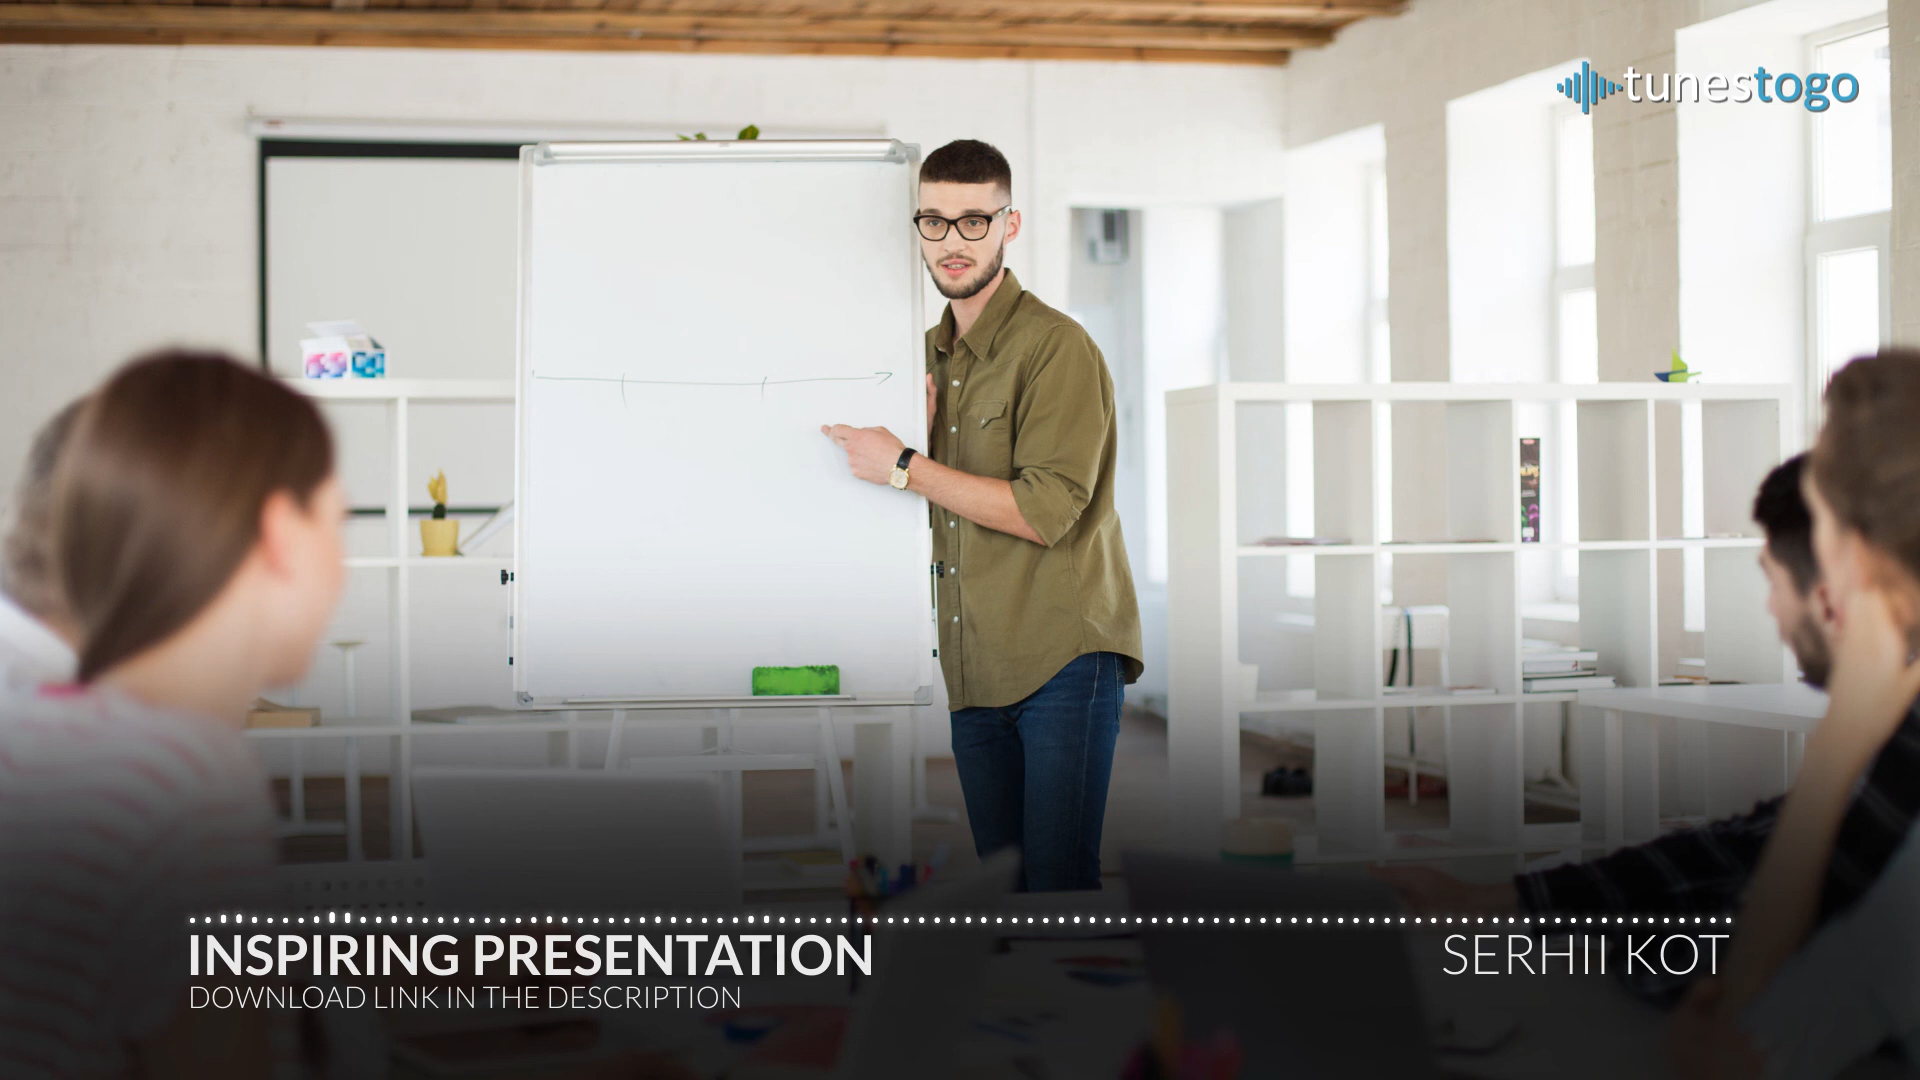 tunestogo
INSPIRING PRESENTATION
SERHII KOT
DOWNLOAD LINK IN THE DESCRIPTION